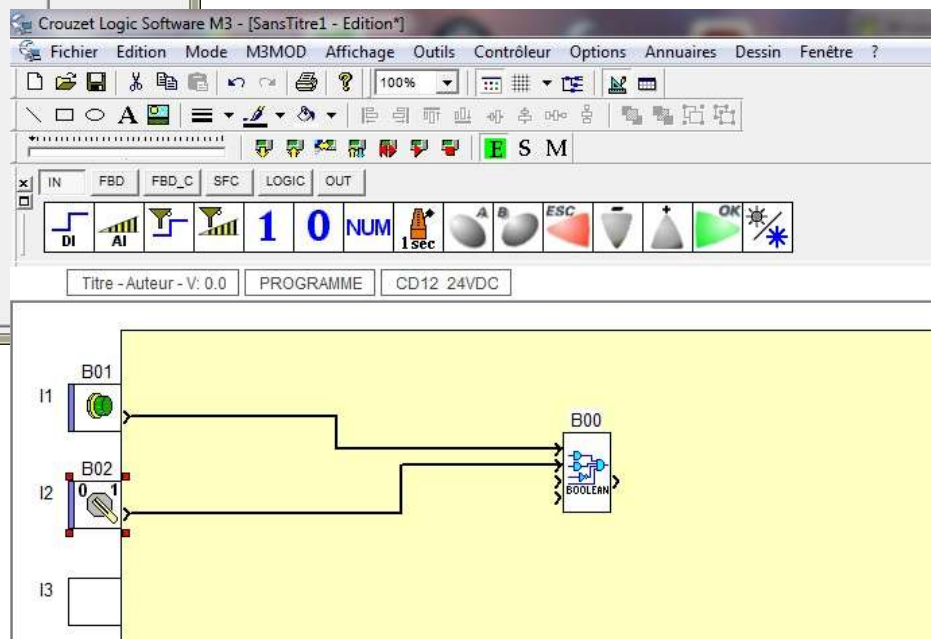 Crouzet Logic Software M3 - [SansTitre1 - Edition*]
Fichier Edition Mode M3MOD Affichage Outils Contrôleur Options Annuaires Dessin Fenêtre ?
100%
A
E S M
IN FBD FBD_C SFC LOGIC OUT
DI AI 1 0 NUM 1 sec A B ESC - + OK
Titre - Auteur - V: 0.0 PROGRAMME CD12 24VDC
B01
I1
B00
BOOLEAN
B02
I2
0 1
I3